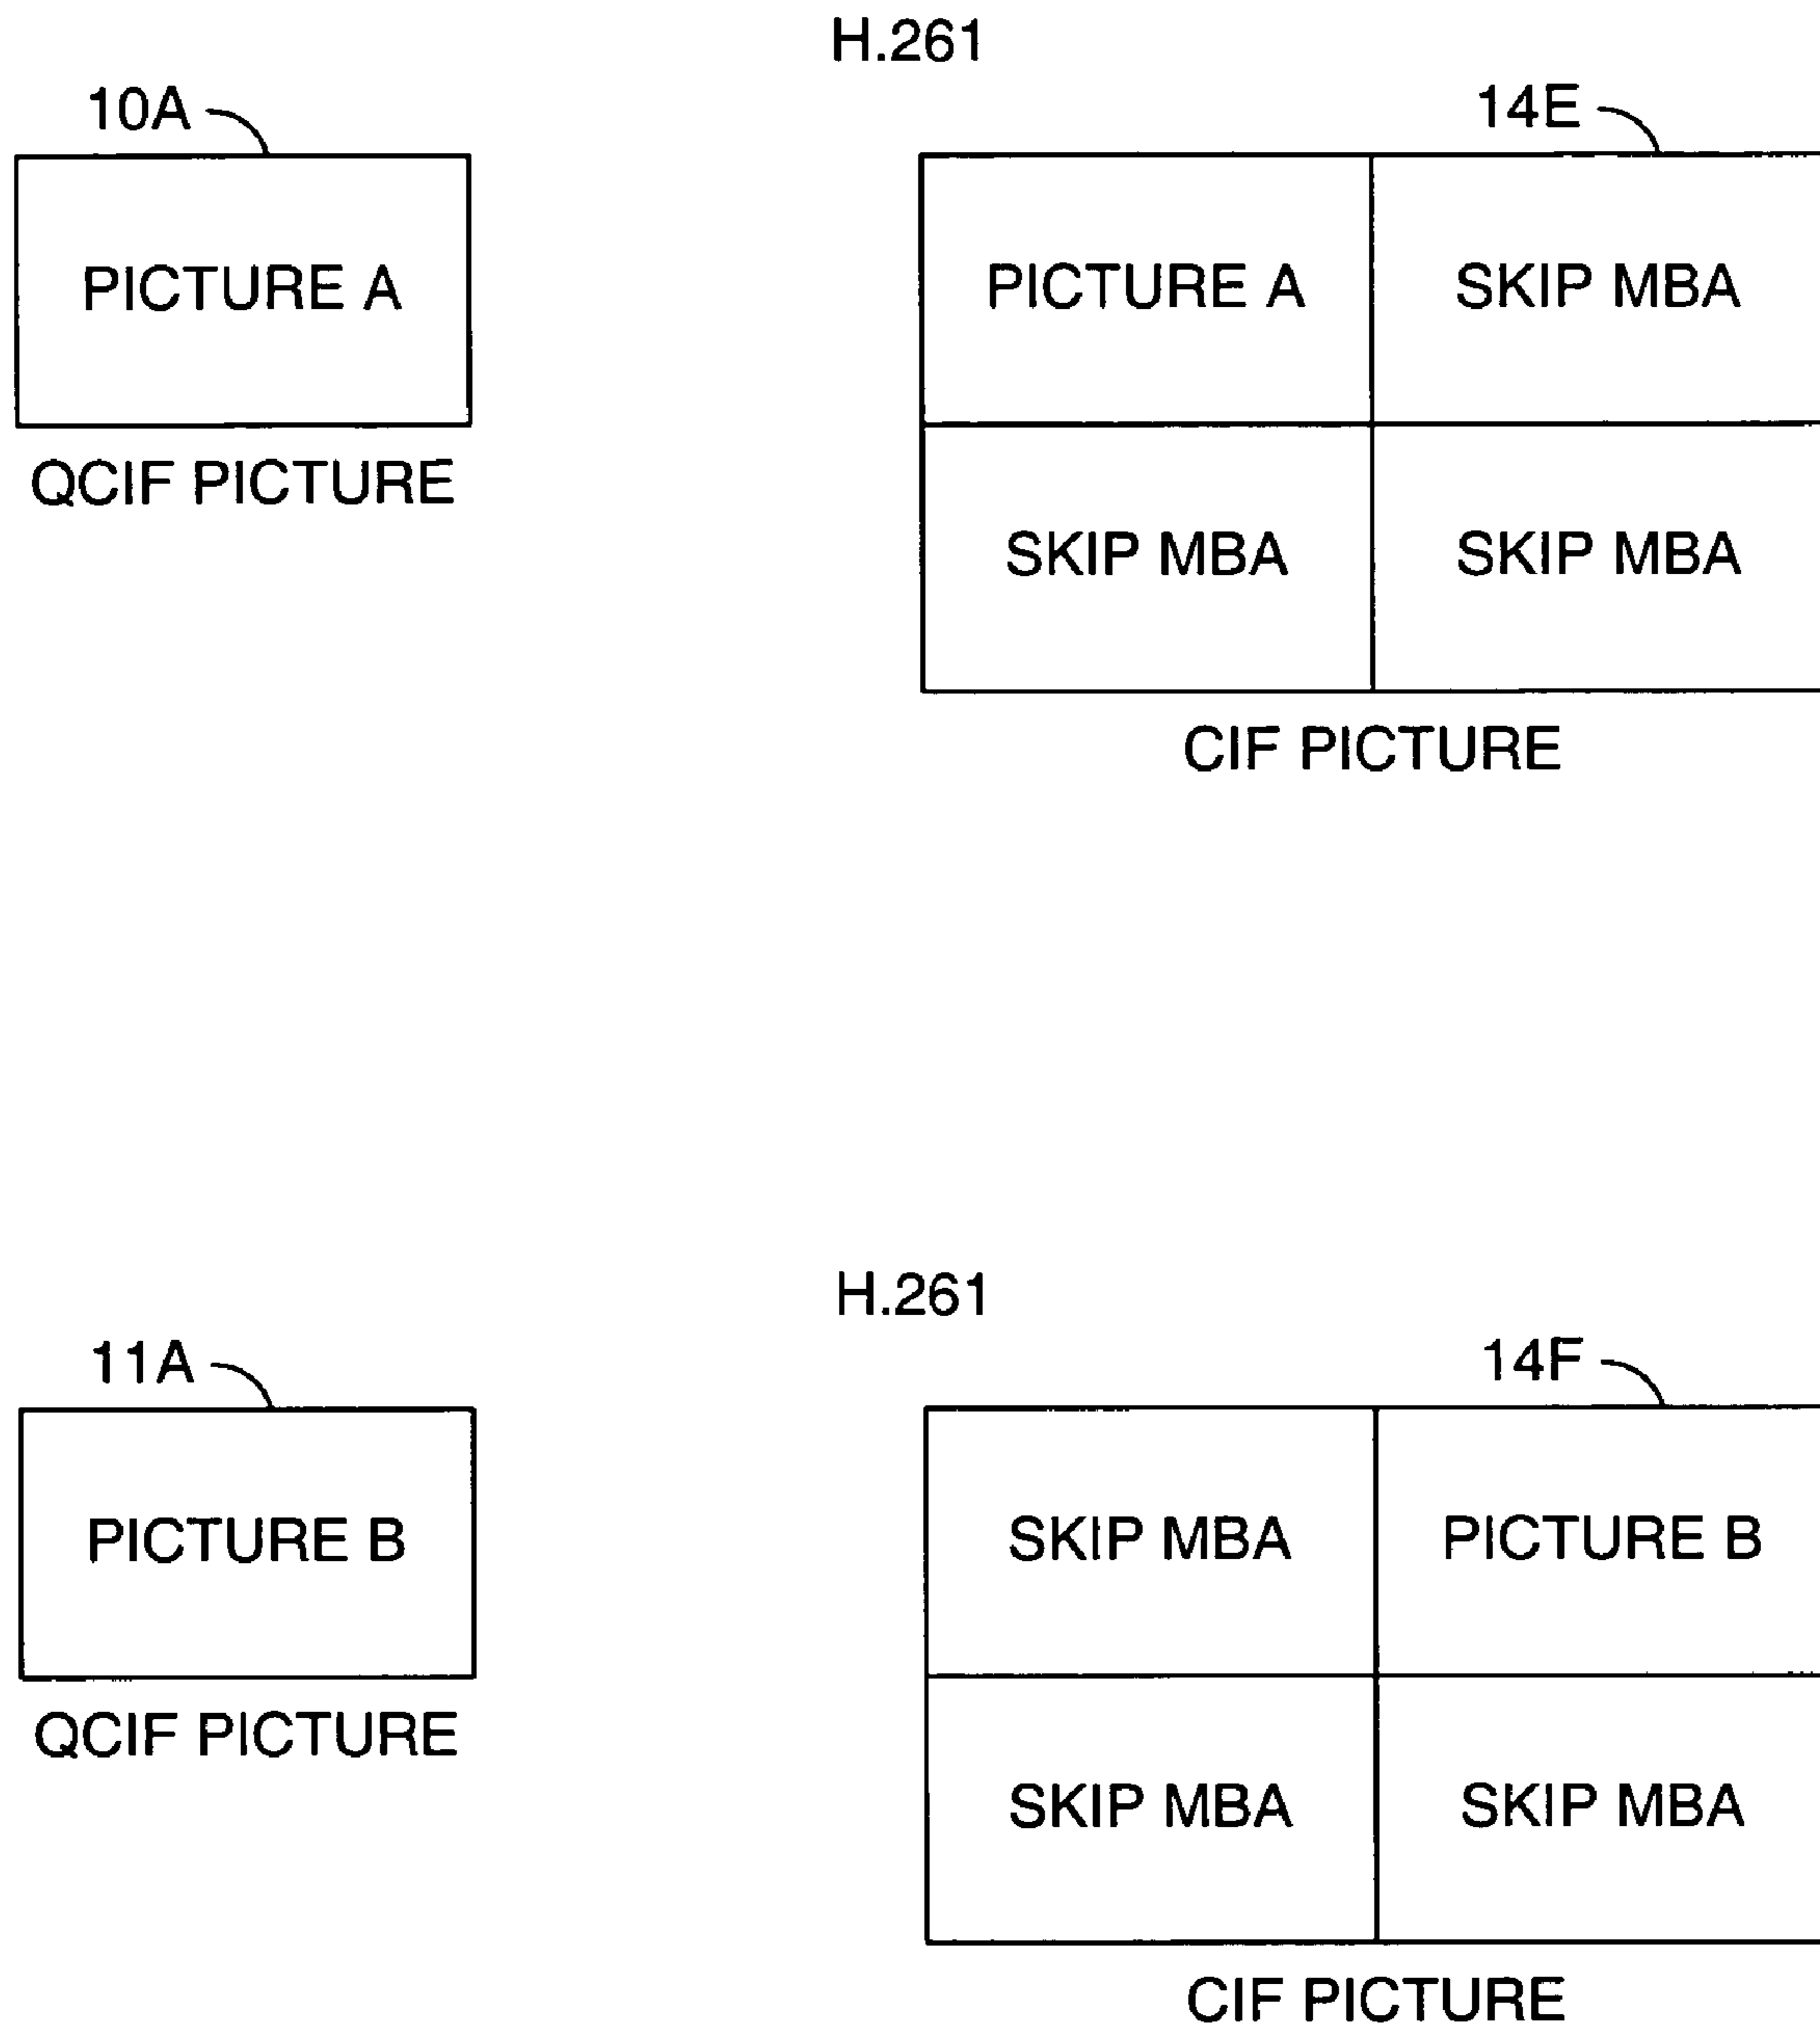 H.261
10A
14E
PICTURE A
PICTURE A
SKIP MBA
QCIF PICTURE
SKIP MBA
SKIP MBA
CIF PICTURE
H.261
11A
14F
PICTURE B
SKIP MBA
PICTURE B
QCIF PICTURE
SKIP MBA
SKIP MBA
CIF PICTURE